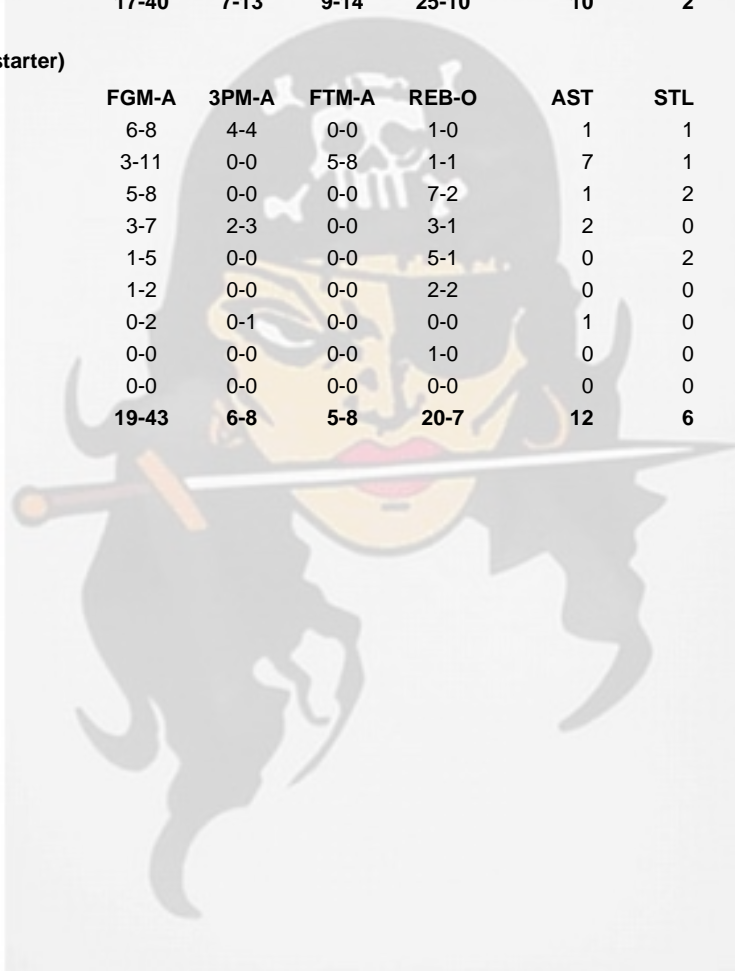 17-40 7-13 9-14 25-10 10 2
starter)
FGM-A 3PM-A FTM-A REB-O AST STL
6-8 4-4 0-0 1-0 1 1
3-11 0-0 5-8 1-1 7 1
5-8 0-0 0-0 7-2 1 2
3-7 2-3 0-0 3-1 2 0
1-5 0-0 0-0 5-1 0 2
1-2 0-0 0-0 2-2 0 0
0-2 0-1 0-0 0-0 1 0
0-0 0-0 0-0 1-0 0 0
0-0 0-0 0-0 0-0 0 0
19-43 6-8 5-8 20-7 12 6